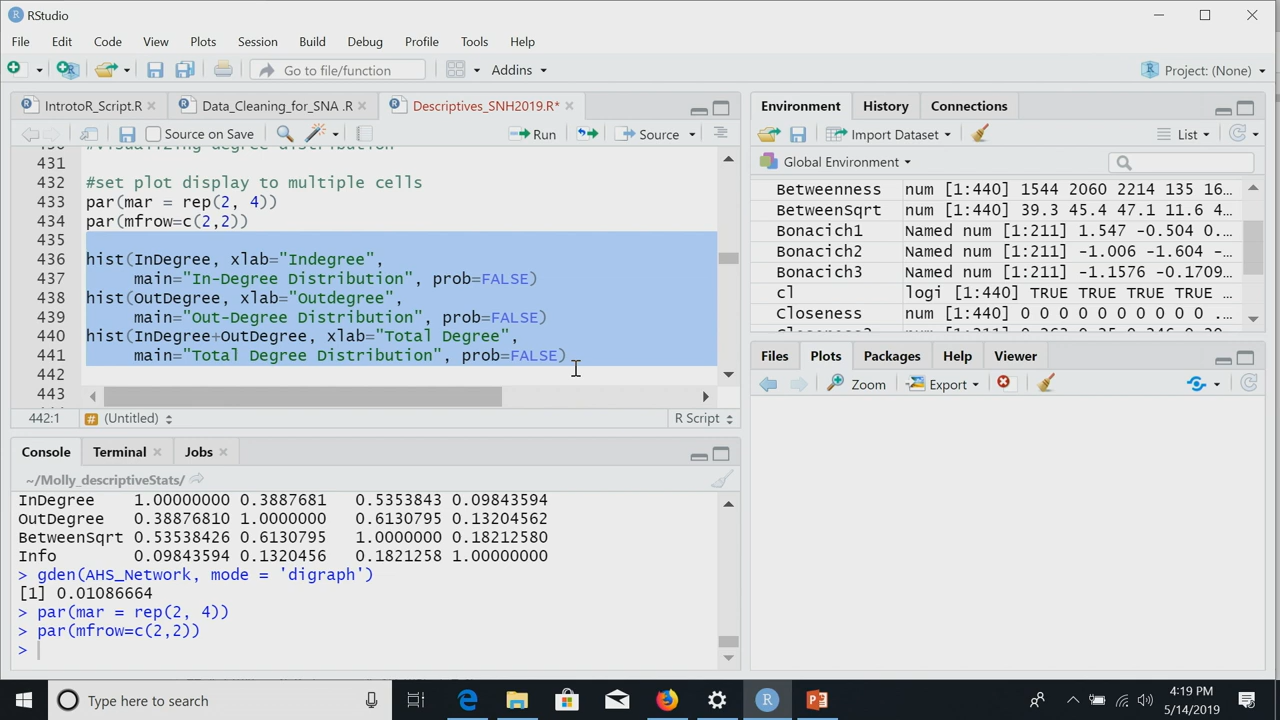 RStudio
File Edit Code View Plots Session Build Debug Profile Tools Help
Go to file/function Addins Project: (None)
IntrotoR_Script.R Data_Cleaning_for_SNA .R Descriptives_SNH2019.R*
Source on Save Run Source
431
432 #set plot display to multiple cells
433 par(mar = rep(2, 4))
434 par(mfrow=c(2,2))
435
436 hist(InDegree, xlab="Indegree",
437 main="In-Degree Distribution", prob=FALSE)
438 hist(OutDegree, xlab="Outdegree",
439 main="Out-Degree Distribution", prob=FALSE)
440 hist(InDegree+OutDegree, xlab="Total Degree",
441 main="Total Degree Distribution", prob=FALSE)
442
443
442:1 # (Untitled) R Script
Console Terminal Jobs
~/Molly_descriptiveStats/
InDegree 1.00000000 0.3887681 0.5353843 0.09843594
OutDegree 0.38876810 1.0000000 0.6130795 0.13204562
BetweenSqrt 0.53538426 0.6130795 1.0000000 0.18212580
Info 0.09843594 0.1320456 0.1821258 1.00000000
> gden(AHS_Network, mode = 'digraph')
[1] 0.01086664
> par(mar = rep(2, 4))
> par(mfrow=c(2,2))
>
Environment History Connections
Import Dataset List
Global Environment
Betweenness num [1:440] 1544 2060 2214 135 16…
BetweenSqrt num [1:440] 39.3 45.4 47.1 11.6 4…
Bonacich1 Named num [1:211] 1.547 -0.504 0.…
Bonacich2 Named num [1:211] -1.006 -1.604 -…
Bonacich3 Named num [1:211] -1.1576 -0.1709…
cl logi [1:440] TRUE TRUE TRUE TRUE …
Closeness num [1:440] 0 0 0 0 0 0 0 0 0 . …
Files Plots Packages Help Viewer
Zoom Export
Type here to search
4:19 PM
5/14/2019